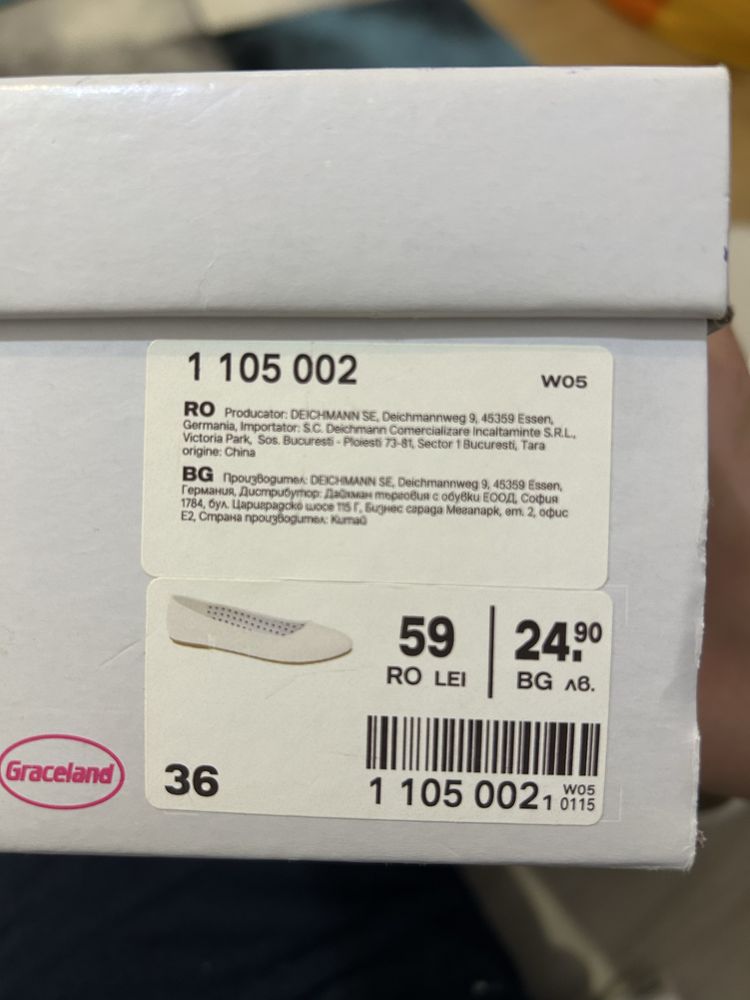 1 105 002
W05
RO Producator: DEICHMANN SE, Deichmannweg 9, 45359 Essen,
Germania, Importator: S.C. Deichmann Comercializare Incaltaminte S.R.L.,
Victoria Park, Sos. Bucuresti - Ploiesti 73-81, Sector 1 Bucuresti, Tara
origine: China
BG Производител: DEICHMANN SE, Deichmannweg 9, 45359 Essen,
Германия, Дистрибутор: Дайхман търговия с обувки ЕООД, София
1784, бул. Цариградско шосе 115 Г, Бизнес сграда Мегапарк, ет. 2, офис
E2, Страна производител: Китай
59
RO LEI
24.90
BG лв.
Graceland
36
1 105 002 1
W05
0115